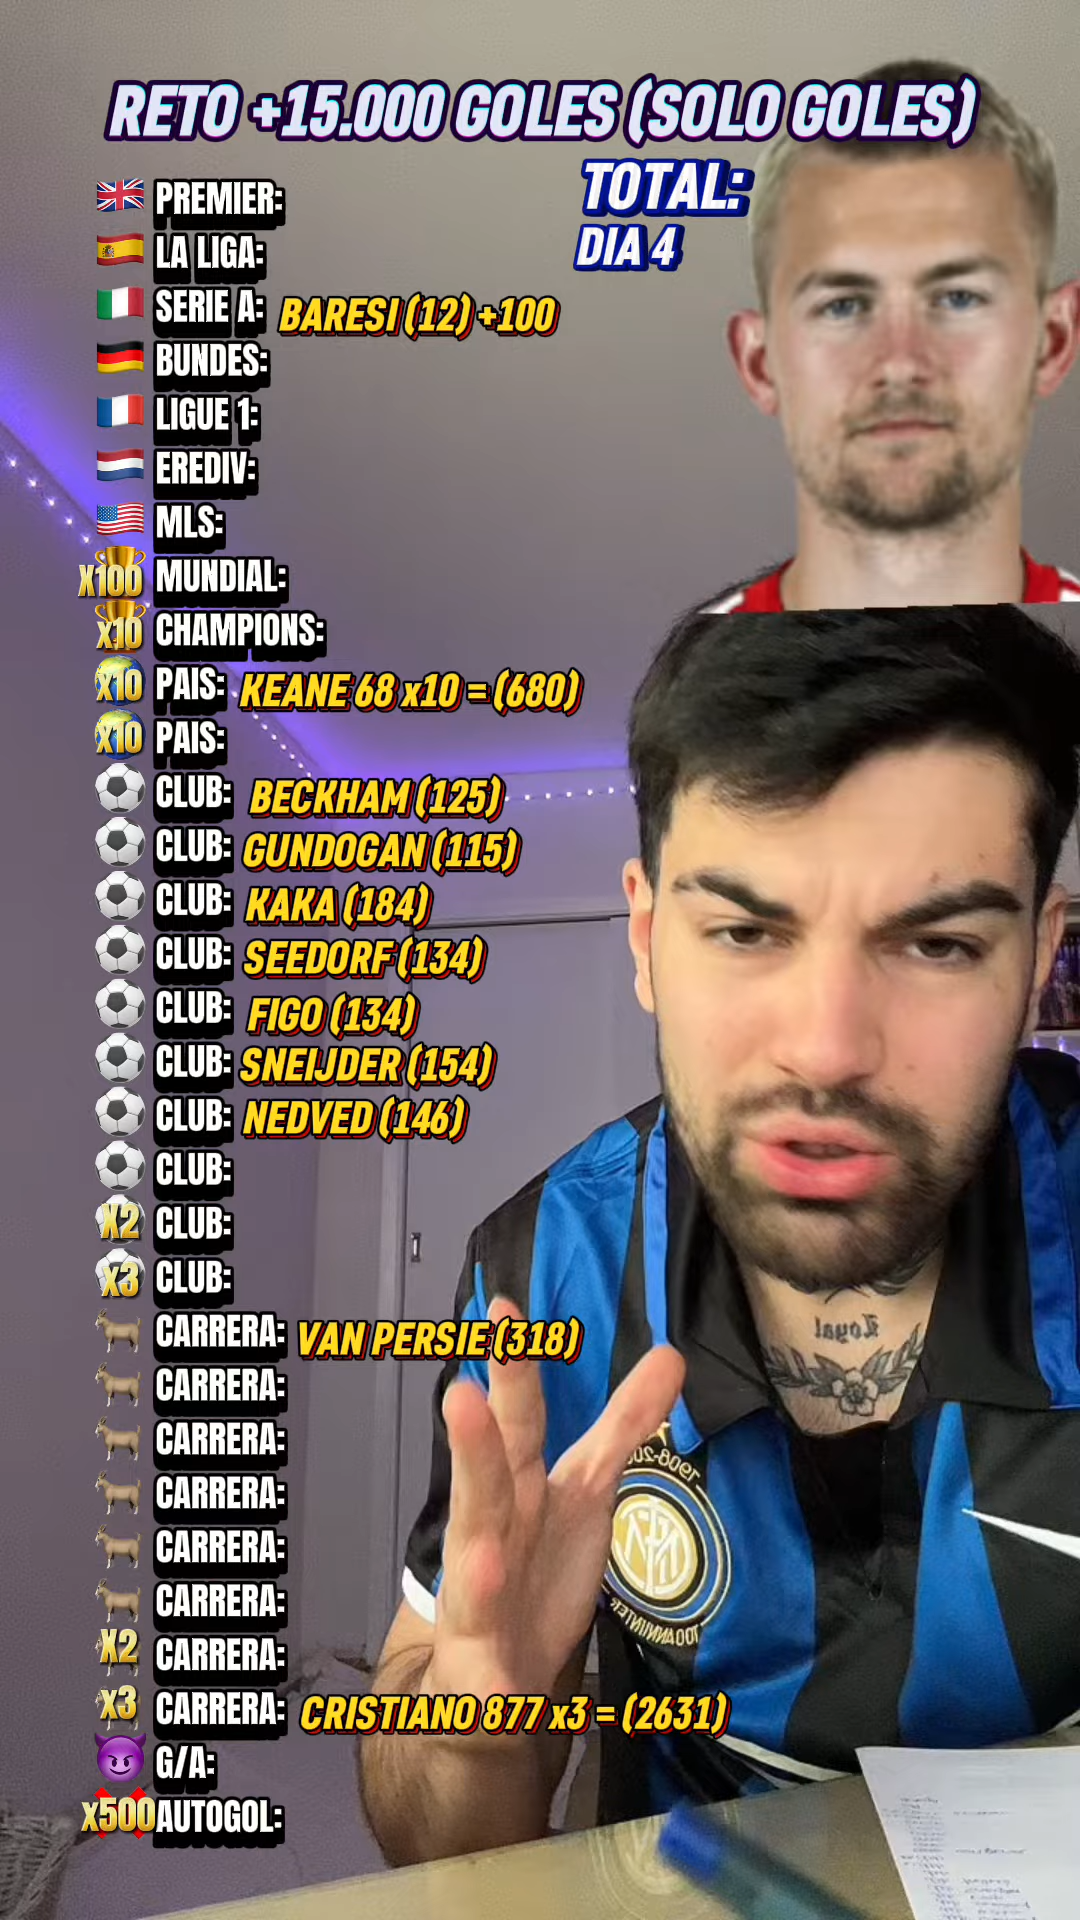 RETO +15.000 GOLES (SOLO GOLES)
TOTAL:
DIA 4
PREMIER:
LA LIGA:
SERIE A: BARESI (12) +100
BUNDES:
LIGUE 1:
EREDIV:
MLS:
X100 MUNDIAL:
x10 CHAMPIONS:
x10 PAIS: KEANE 68 x10 = (680)
x10 PAIS:
CLUB: BECKHAM (125)
CLUB: GUNDOGAN (115)
CLUB: KAKA (184)
CLUB: SEEDORF (134)
CLUB: FIGO (134)
CLUB: SNEIJDER (154)
CLUB: NEDVED (146)
CLUB:
X2 CLUB:
x3 CLUB:
CARRERA: VAN PERSIE (318)
CARRERA:
CARRERA:
CARRERA:
CARRERA:
CARRERA:
X2 CARRERA:
x3 CARRERA: CRISTIANO 877 x3 = (2631)
G/A:
x500 AUTOGOL:
Loyal